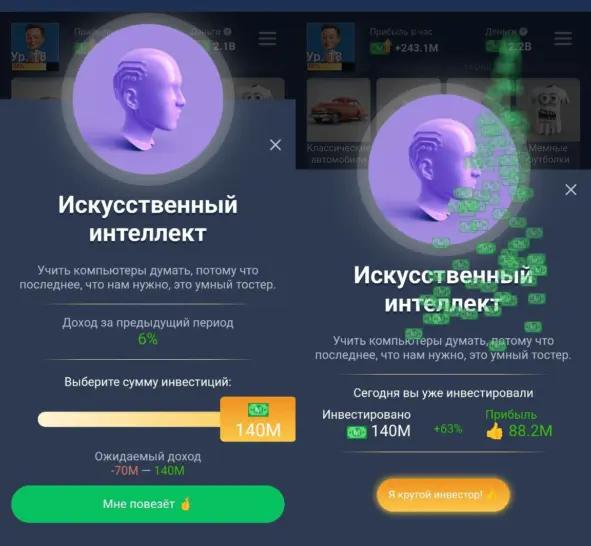 Прибыль в час
Деньги
Ур. 18
2.1B
Искусственный
интеллект
Учить компьютеры думать, потому что
последнее, что нам нужно, это умный тостер.
Доход за предыдущий период
6%
Выберите сумму инвестиций:
140M
Ожидаемый доход
-70M — 140M
Мне повезёт 🤞
Прибыль в час
Деньги
Ур. 18
+243.1M
2.2B
Классические
автомобили
Мемные
футболки
Искусственный
интеллект
Учить компьютеры думать, потому что
последнее, что нам нужно, это умный тостер.
Сегодня вы уже инвестировали
Инвестировано
Прибыль
140M
+63%
👍 88.2M
Я крутой инвестор!